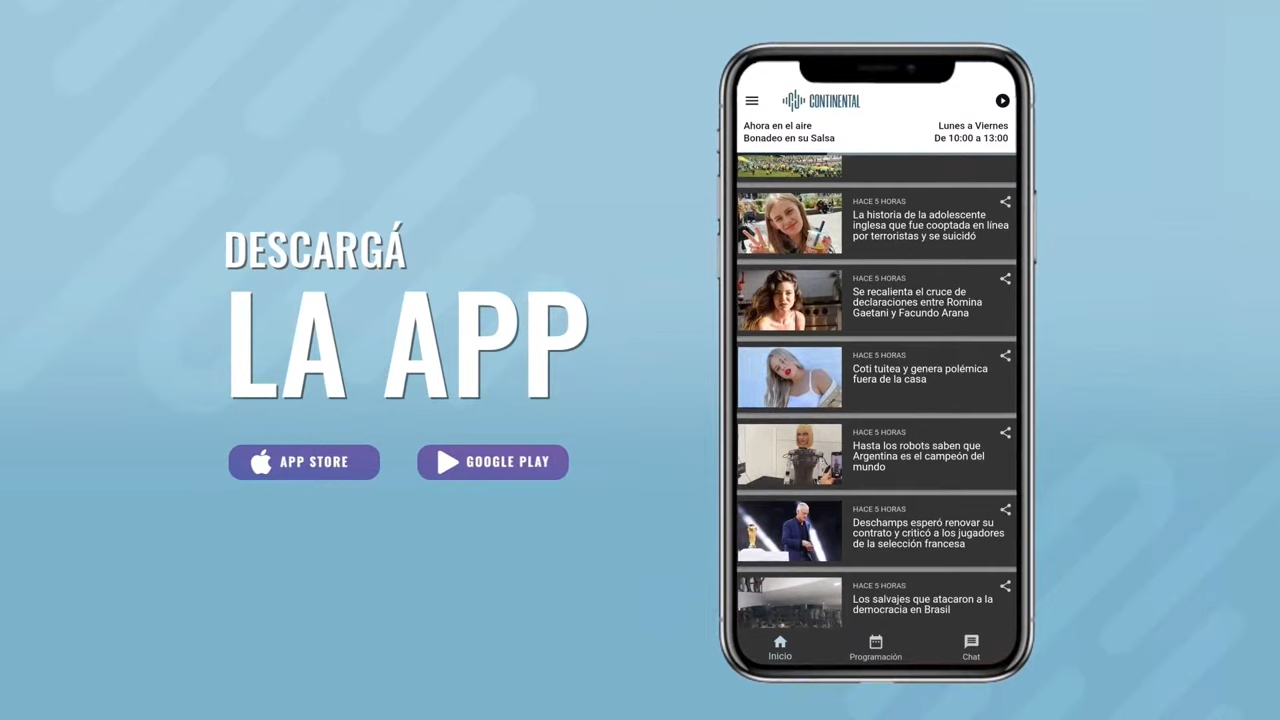 DESCARGÁ
LA APP
APP STORE
GOOGLE PLAY
CONTINENTAL
Ahora en el aire
Bonadeo en su Salsa
Lunes a Viernes
De 10:00 a 13:00
HACE 5 HORAS
La historia de la adolescente
inglesa que fue cooptada en línea
por terroristas y se suicidó
HACE 5 HORAS
Se recalienta el cruce de
declaraciones entre Romina
Gaetani y Facundo Arana
HACE 5 HORAS
Coti tuitea y genera polémica
fuera de la casa
HACE 5 HORAS
Hasta los robots saben que
Argentina es el campeón del
mundo
HACE 5 HORAS
Deschamps esperó renovar su
contrato y criticó a los jugadores
de la selección francesa
HACE 5 HORAS
Los salvajes que atacaron a la
democracia en Brasil
Inicio
Programación
Chat